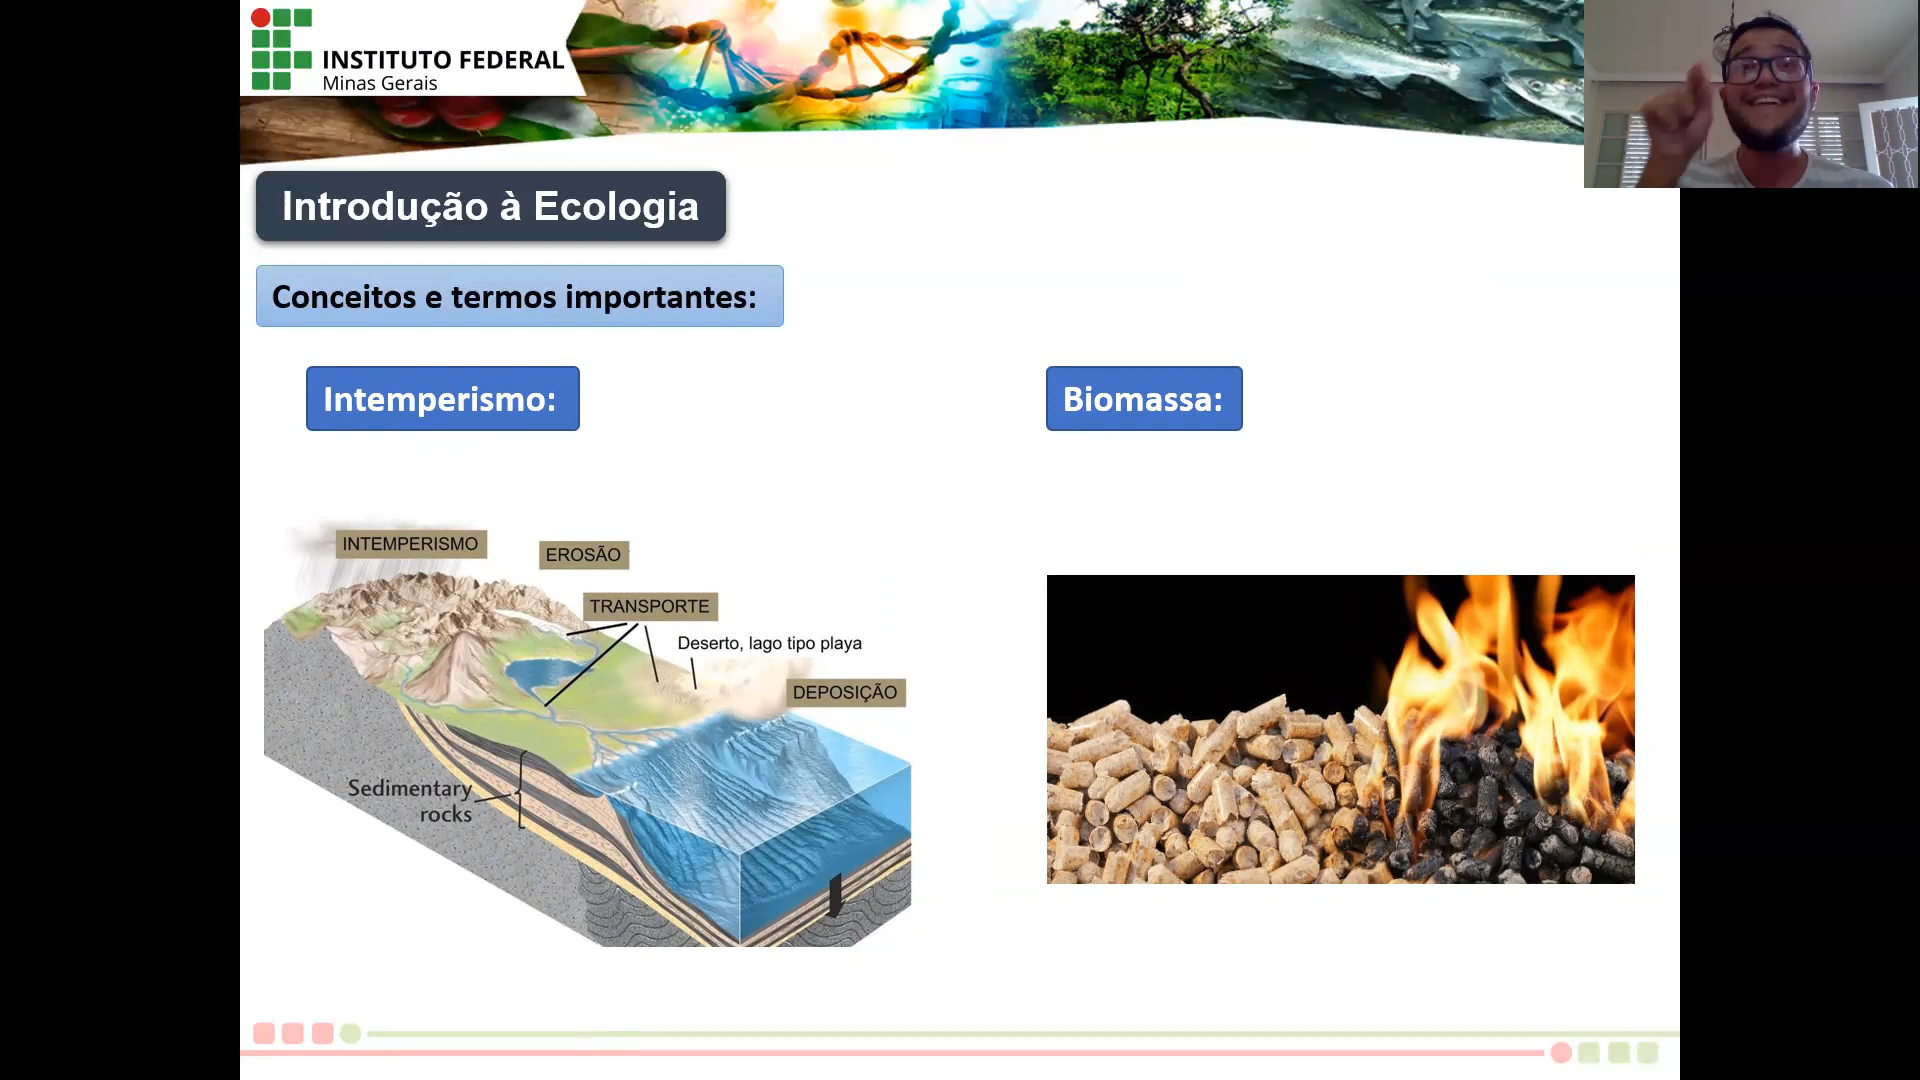 INSTITUTO FEDERAL
Minas Gerais
Introdução à Ecologia
Conceitos e termos importantes:
Intemperismo:
Biomassa:
INTEMPERISMO
EROSÃO
TRANSPORTE
Deserto, lago tipo playa
DEPOSIÇÃO
Sedimentary
rocks